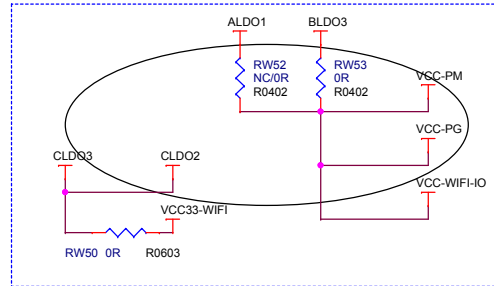 ALDO1
BLDO3
RW52
NC/0R
R0402
RW53
0R
R0402
VCC-PM
VCC-PG
CLDO3
CLDO2
VCC-WIFI-IO
VCC33-WIFI
RW50 0R R0603